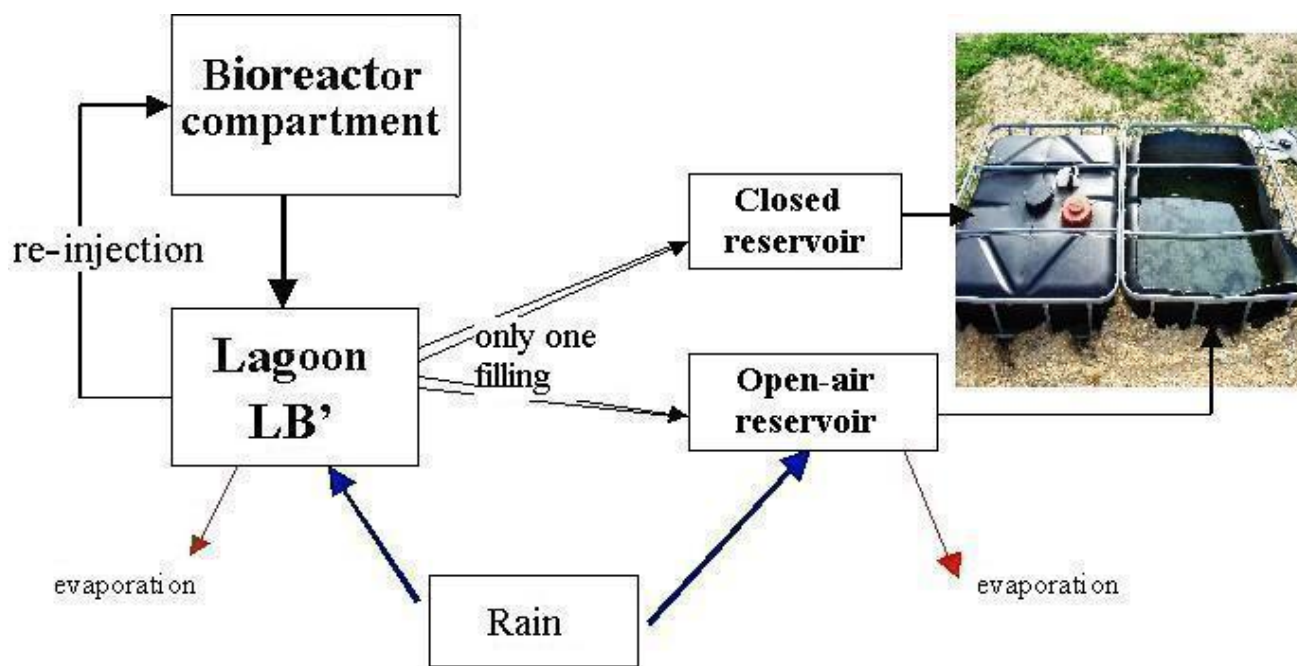 Bioreactor
compartment
re-injection
Closed
reservoir
only one
filling
Lagoon
LB’
Open-air
reservoir
evaporation
Rain
evaporation